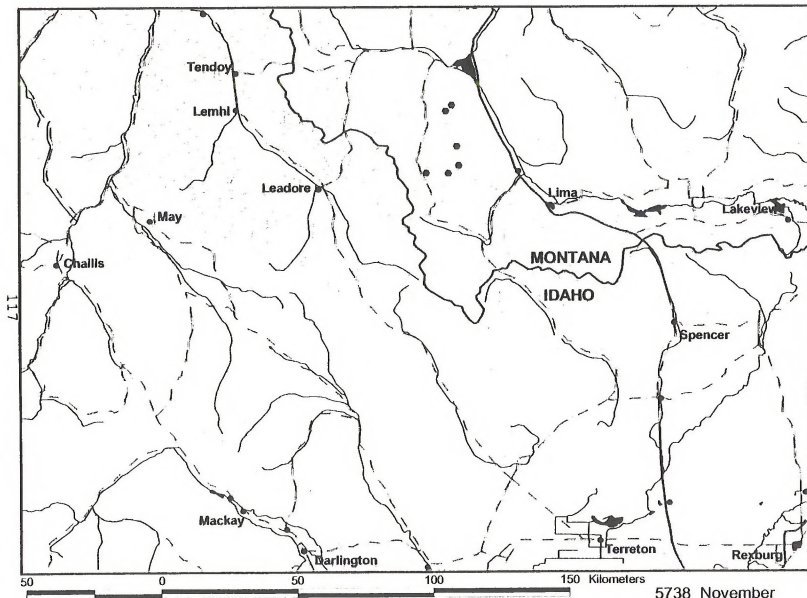 Tendoy
Lemhi
Leadore
Lima
May
Lakeview
Challis
MONTANA
IDAHO
117
Spencer
Mackay
Darlington
Terreton
Rexburg
50 0 50 100 150 Kilometers
5738 November